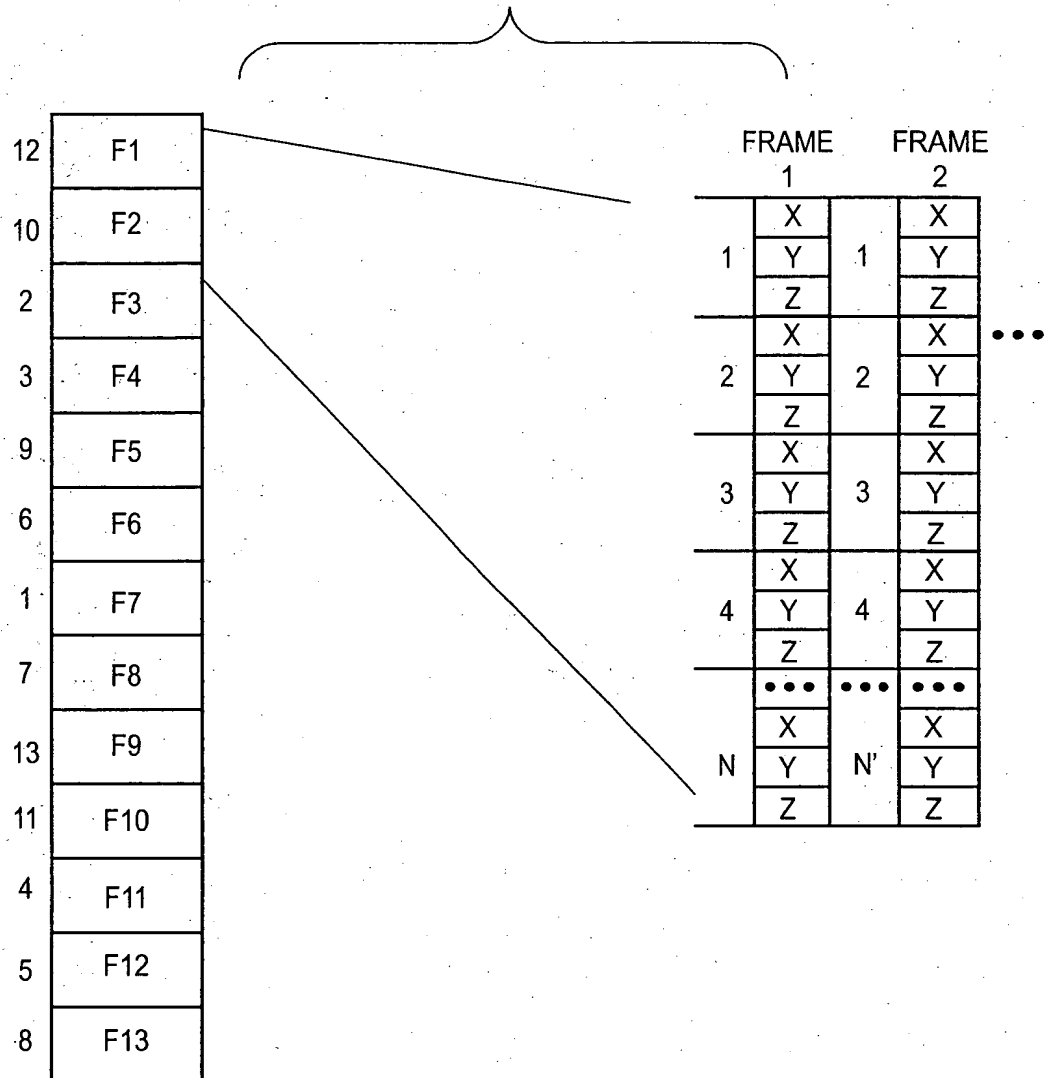 12 F1
10 F2
2 F3
3 F4
9 F5
6 F6
1 F7
7 F8
13 F9
11 F10
4 F11
5 F12
8 F13
FRAME FRAME
1 2
X X
1 Y 1 Y
Z Z
X X
2 Y 2 Y
Z Z
X X
3 Y 3 Y
Z Z
X X
4 Y 4 Y
Z Z
X X
N Y N' Y
Z Z